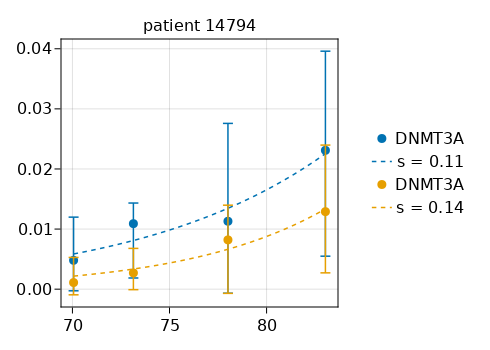 patient 14794
0.04
0.03
0.02
0.01
0.00
70
75
80
DNMT3A
s = 0.11
DNMT3A
s = 0.14